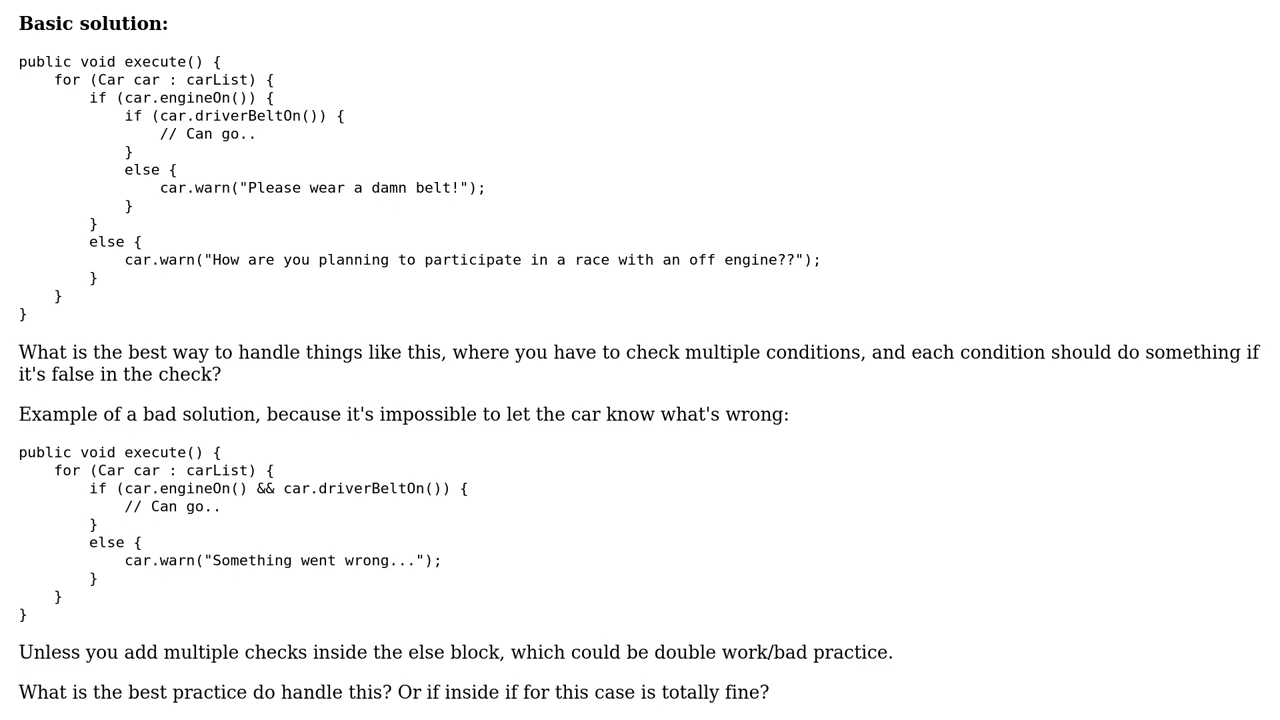 Basic solution:
public void execute() {
    for (Car car : carList) {
        if (car.engineOn()) {
            if (car.driverBeltOn()) {
                // Can go..
            }
            else {
                car.warn("Please wear a damn belt!");
            }
        }
        else {
            car.warn("How are you planning to participate in a race with an off engine??");
        }
    }
}
What is the best way to handle things like this, where you have to check multiple conditions, and each condition should do something if
it's false in the check?
Example of a bad solution, because it's impossible to let the car know what's wrong:
public void execute() {
    for (Car car : carList) {
        if (car.engineOn() && car.driverBeltOn()) {
            // Can go..
        }
        else {
            car.warn("Something went wrong...");
        }
    }
}
Unless you add multiple checks inside the else block, which could be double work/bad practice.
What is the best practice do handle this? Or if inside if for this case is totally fine?